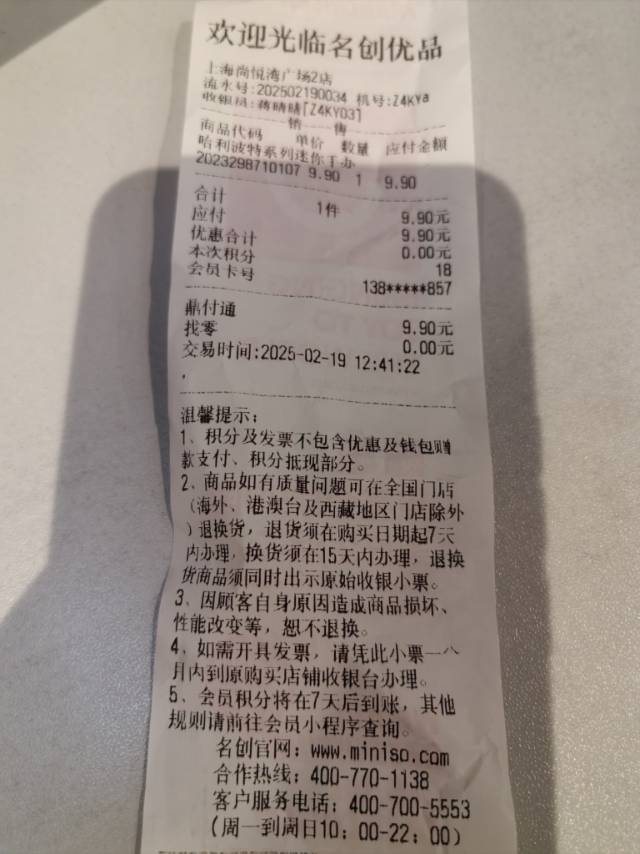 欢迎光临名创优品
上海尚悦湾广场2店
流水号:202502190034 机号:Z4KYa
收银员:蒋晴晴[Z4KY03]
销 售
商品代码 单价 数量 应付金额
哈利波特系列迷你手办
2023298710107 9.90 1 9.90
合计 1件 9.90元
应付 9.90元
优惠合计 0.00元
本次积分 18
会员卡号 138*****857
鼎付通 9.90元
找零 0.00元
交易时间:2025-02-19 12:41:22
温馨提示:
1、积分及发票不包含优惠及钱包赠
款支付、积分抵现部分。
2、商品如有质量问题可在全国门店
(海外、港澳台及西藏地区门店除外
)退换货,退货须在购买日期起7天
内办理,换货须在15天内办理,退换
货商品须同时出示原始收银小票。
3、因顾客自身原因造成商品损坏、
性能改变等,恕不退换。
4、如需开具发票,请凭此小票一个
月内到原购买店铺收银台办理。
5、会员积分将在7天后到账,其他
规则请前往会员小程序查询。
名创官网:www.miniso.com
合作热线:400-770-1138
客户服务电话:400-700-5553
(周一到周日10:00-22:00)